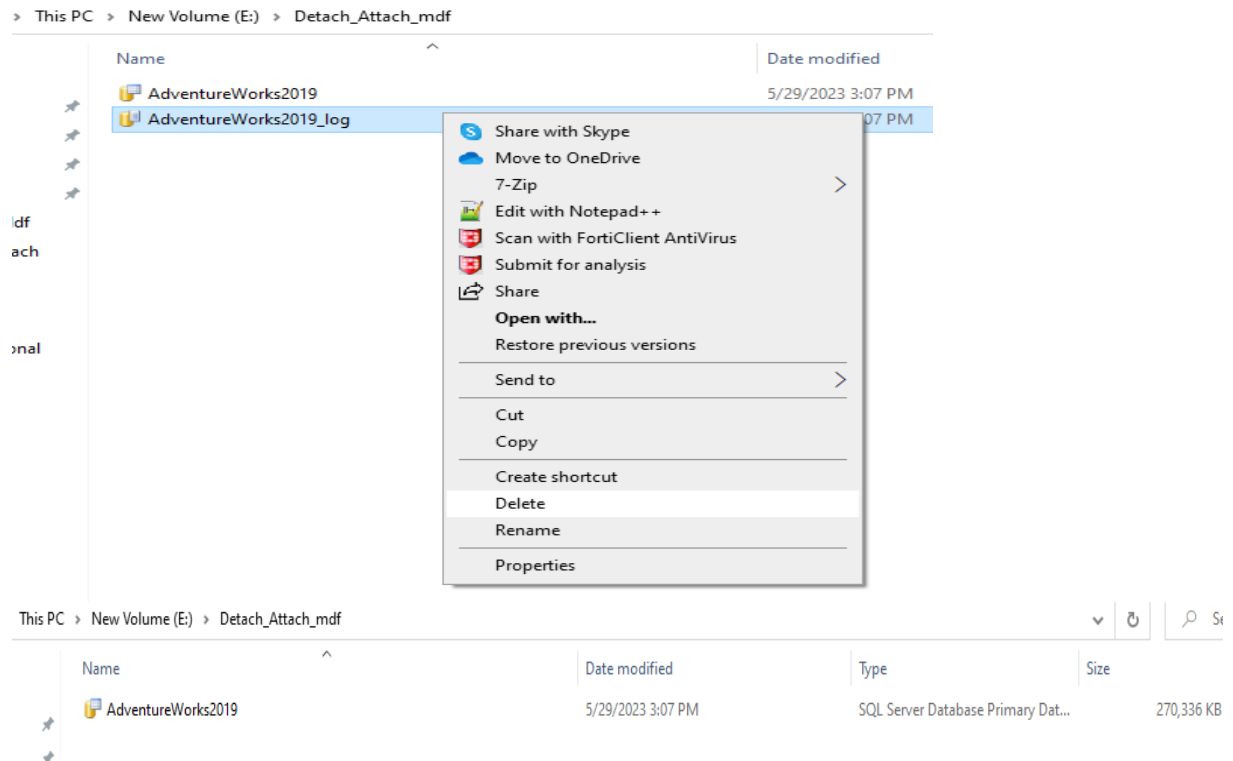 > This PC > New Volume (E:) > Detach_Attach_mdf
Name Date modified
AdventureWorks2019 5/29/2023 3:07 PM
AdventureWorks2019_log 07 PM
Share with Skype
Move to OneDrive
7-Zip >
Edit with Notepad++
Scan with FortiClient AntiVirus
Submit for analysis
Share
Open with...
Restore previous versions
Send to >
Cut
Copy
Create shortcut
Delete
Rename
Properties
df
ach
onal
This PC > New Volume (E:) > Detach_Attach_mdf Se
Name Date modified Type Size
AdventureWorks2019 5/29/2023 3:07 PM SQL Server Database Primary Dat... 270,336 KB